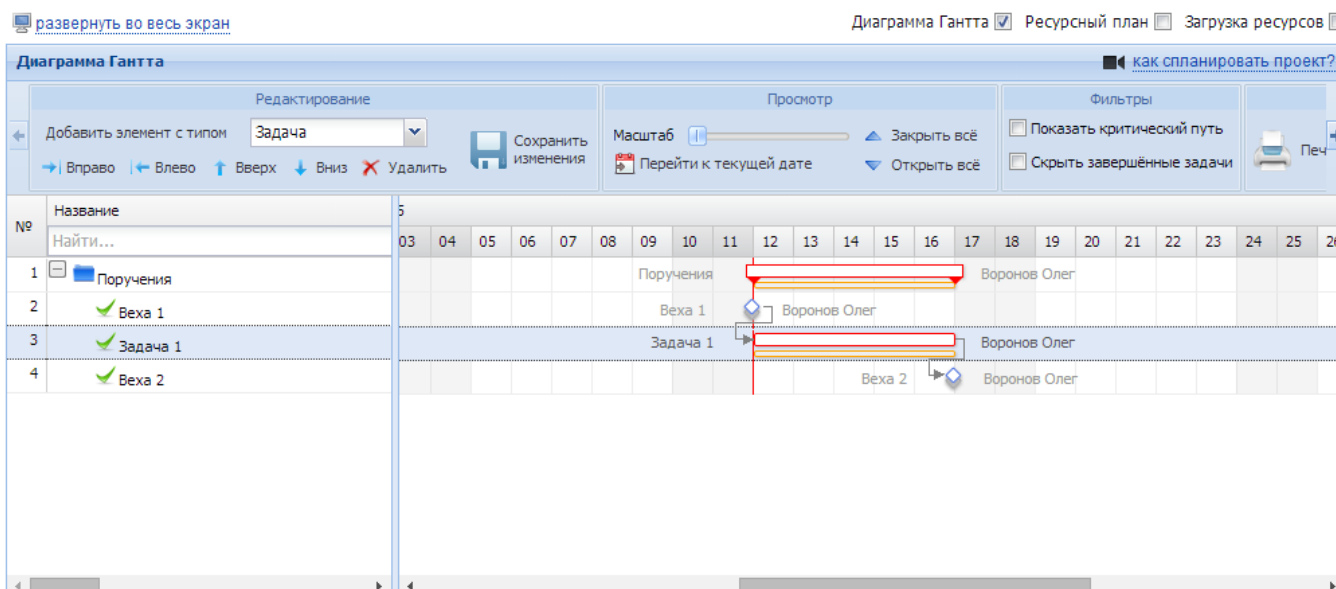 развернуть во весь экран Диаграмма Гантта Ресурсный план Загрузка ресурсов
Диаграмма Гантта как спланировать проект?
Редактирование Просмотр Фильтры
Добавить элемент с типом Задача Сохранить изменения Масштаб Закрыть всё Показать критический путь
Вправо Влево Вверх Вниз Удалить Перейти к текущей дате Открыть всё Скрыть завершённые задачи Печ
№ Название 5
Найти... 03 04 05 06 07 08 09 10 11 12 13 14 15 16 17 18 19 20 21 22 23 24 25
1 Поручения Поручения Воронов Олег
2 Веха 1 Веха 1 Воронов Олег
3 Задача 1 Задача 1 Воронов Олег
4 Веха 2 Веха 2 Воронов Олег